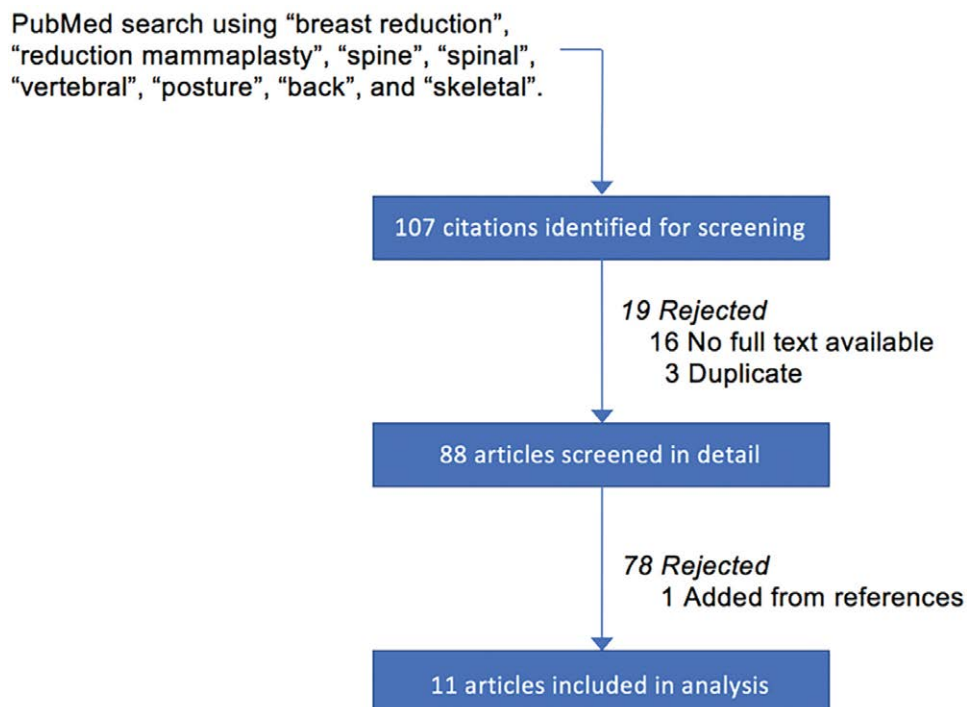 PubMed search using “breast reduction”,
“reduction mammaplasty”, “spine”, “spinal”,
“vertebral”, “posture”, “back”, and “skeletal”.
107 citations identified for screening
19 Rejected
16 No full text available
3 Duplicate
88 articles screened in detail
78 Rejected
1 Added from references
11 articles included in analysis